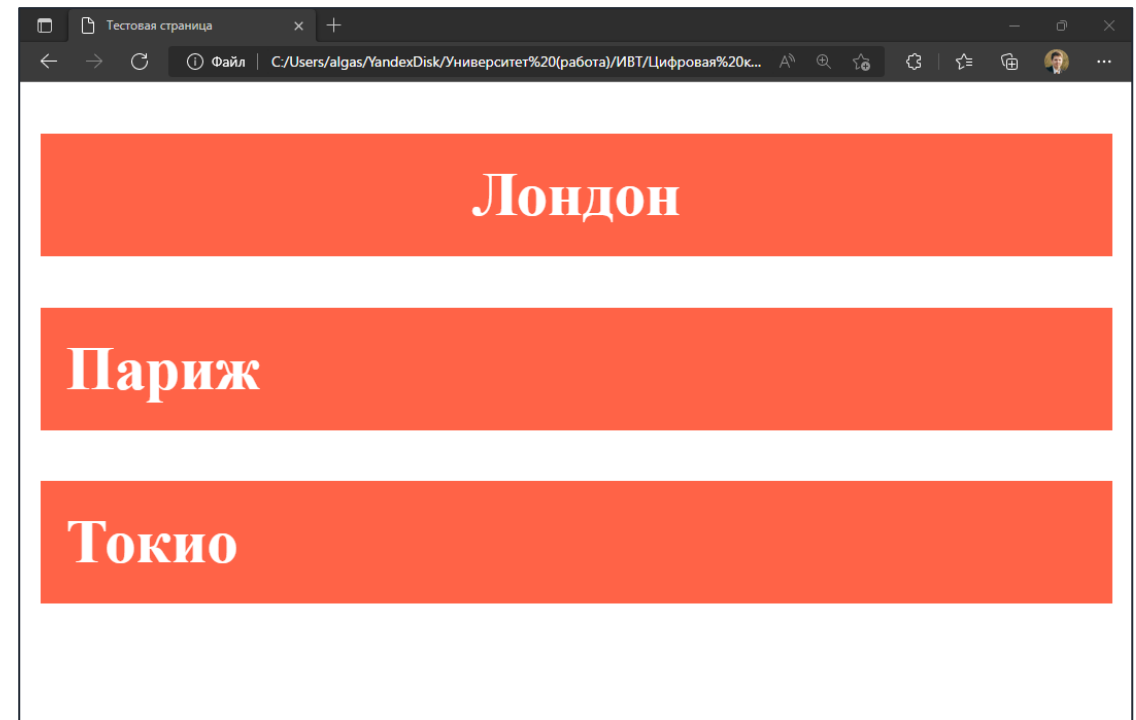 Тестовая страница
Файл C:/Users/algas/YandexDisk/Университет%20(работа)/ИВТ/Цифровая%20к...
Лондон
Париж
Токио